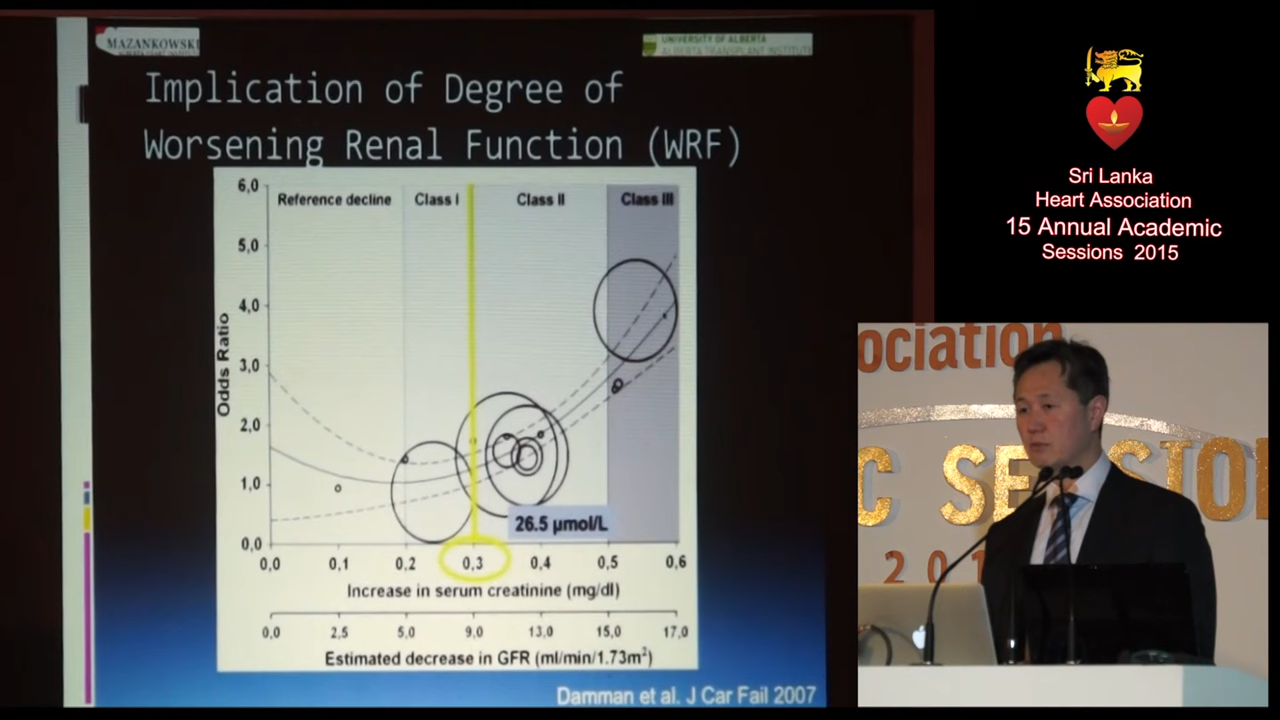 MAZANKOWSKI
UNIVERSITY OF ALBERTA
ALBERTA TRANSPLANT INSTITUTE
Implication of Degree of
Worsening Renal Function (WRF)
Reference decline
Class I
Class II
Class III
6,0
5,0
4,0
3,0
2,0
1,0
0,0
Odds Ratio
26.5 µmol/L
0,0 0,1 0,2 0,3 0,4 0,5 0,6
Increase in serum creatinine (mg/dl)
0,0 2,5 5,0 9,0 13,0 15,0 17,0
Estimated decrease in GFR (ml/min/1.73m²)
Damman et al. J Car Fail 2007
Sri Lanka
Heart Association
15 Annual Academic
Sessions 2015
ociation
C SESSION
201